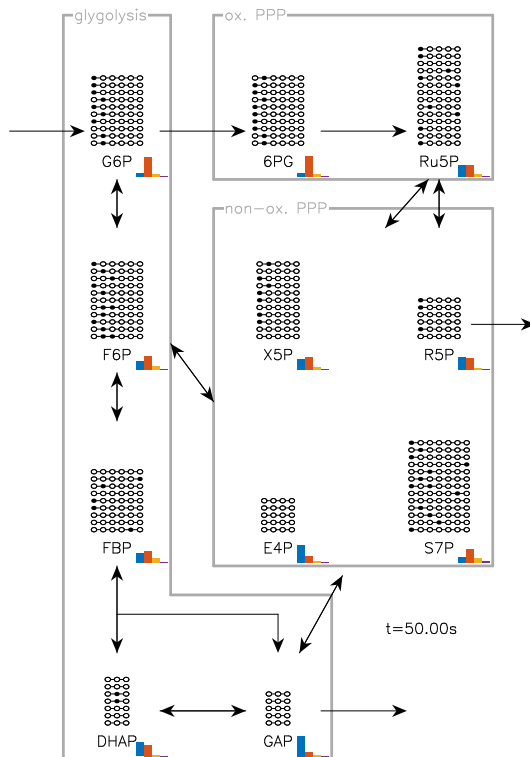 glygolysis
ox. PPP
G6P
6PG
Ru5P
non-ox. PPP
F6P
X5P
R5P
FBP
E4P
S7P
t=50.00s
DHAP
GAP